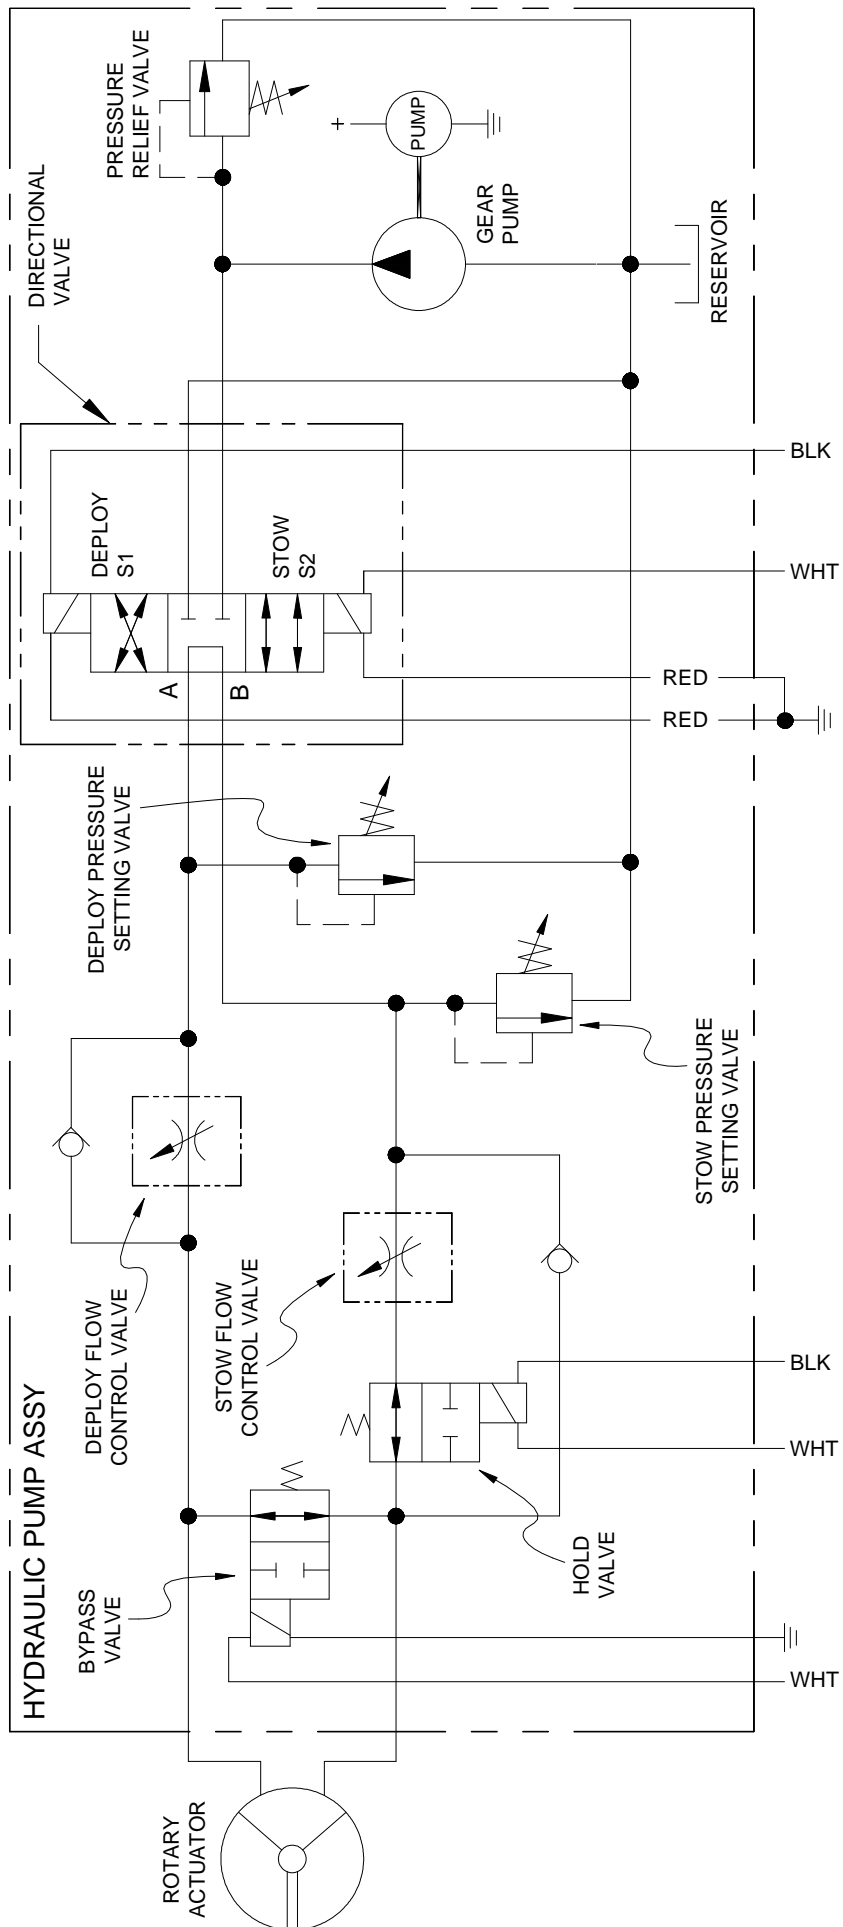 HYDRAULIC PUMP ASSY
PRESSURE
RELIEF VALVE
DIRECTIONAL
VALVE
+
PUMP
GEAR
PUMP
RESERVOIR
BLK
DEPLOY
S1
STOW
S2
WHT
A
B
RED
RED
DEPLOY PRESSURE
SETTING VALVE
STOW PRESSURE
SETTING VALVE
DEPLOY FLOW
CONTROL VALVE
STOW FLOW
CONTROL VALVE
BLK
WHT
HOLD
VALVE
BYPASS
VALVE
WHT
ROTARY
ACTUATOR